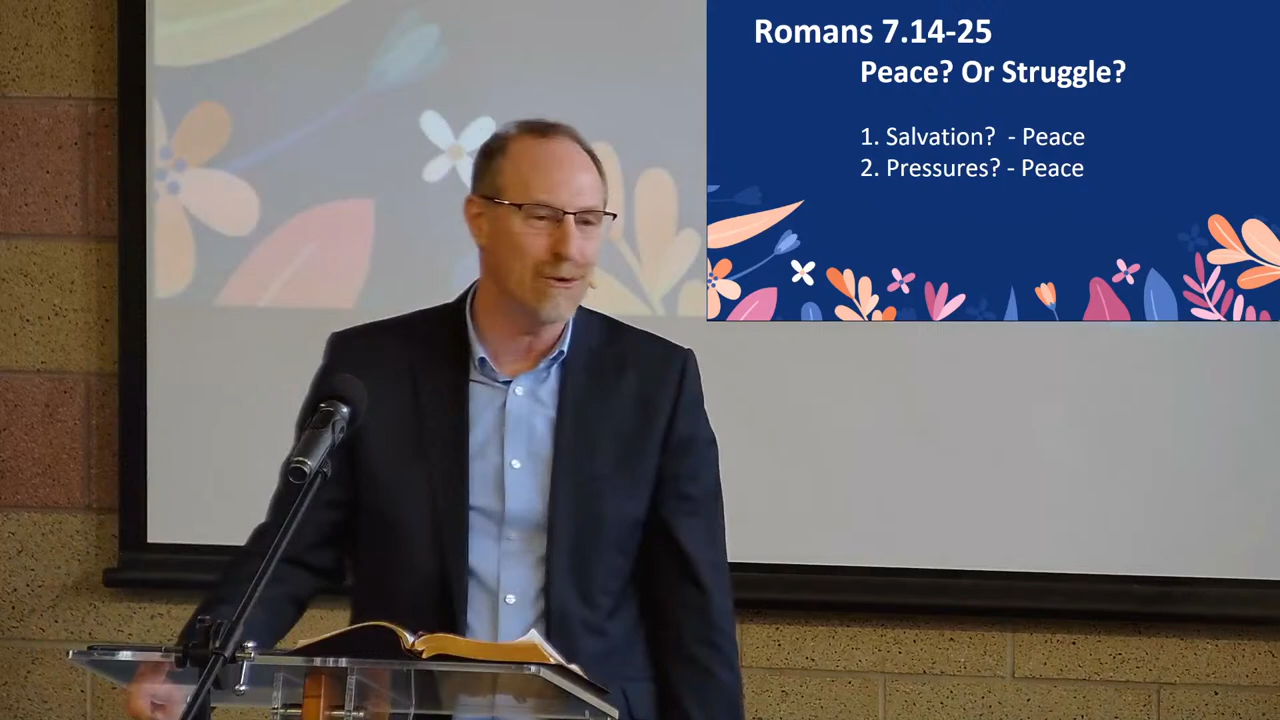 Romans 7.14-25
Peace? Or Struggle?
1. Salvation?  - Peace
2. Pressures? - Peace